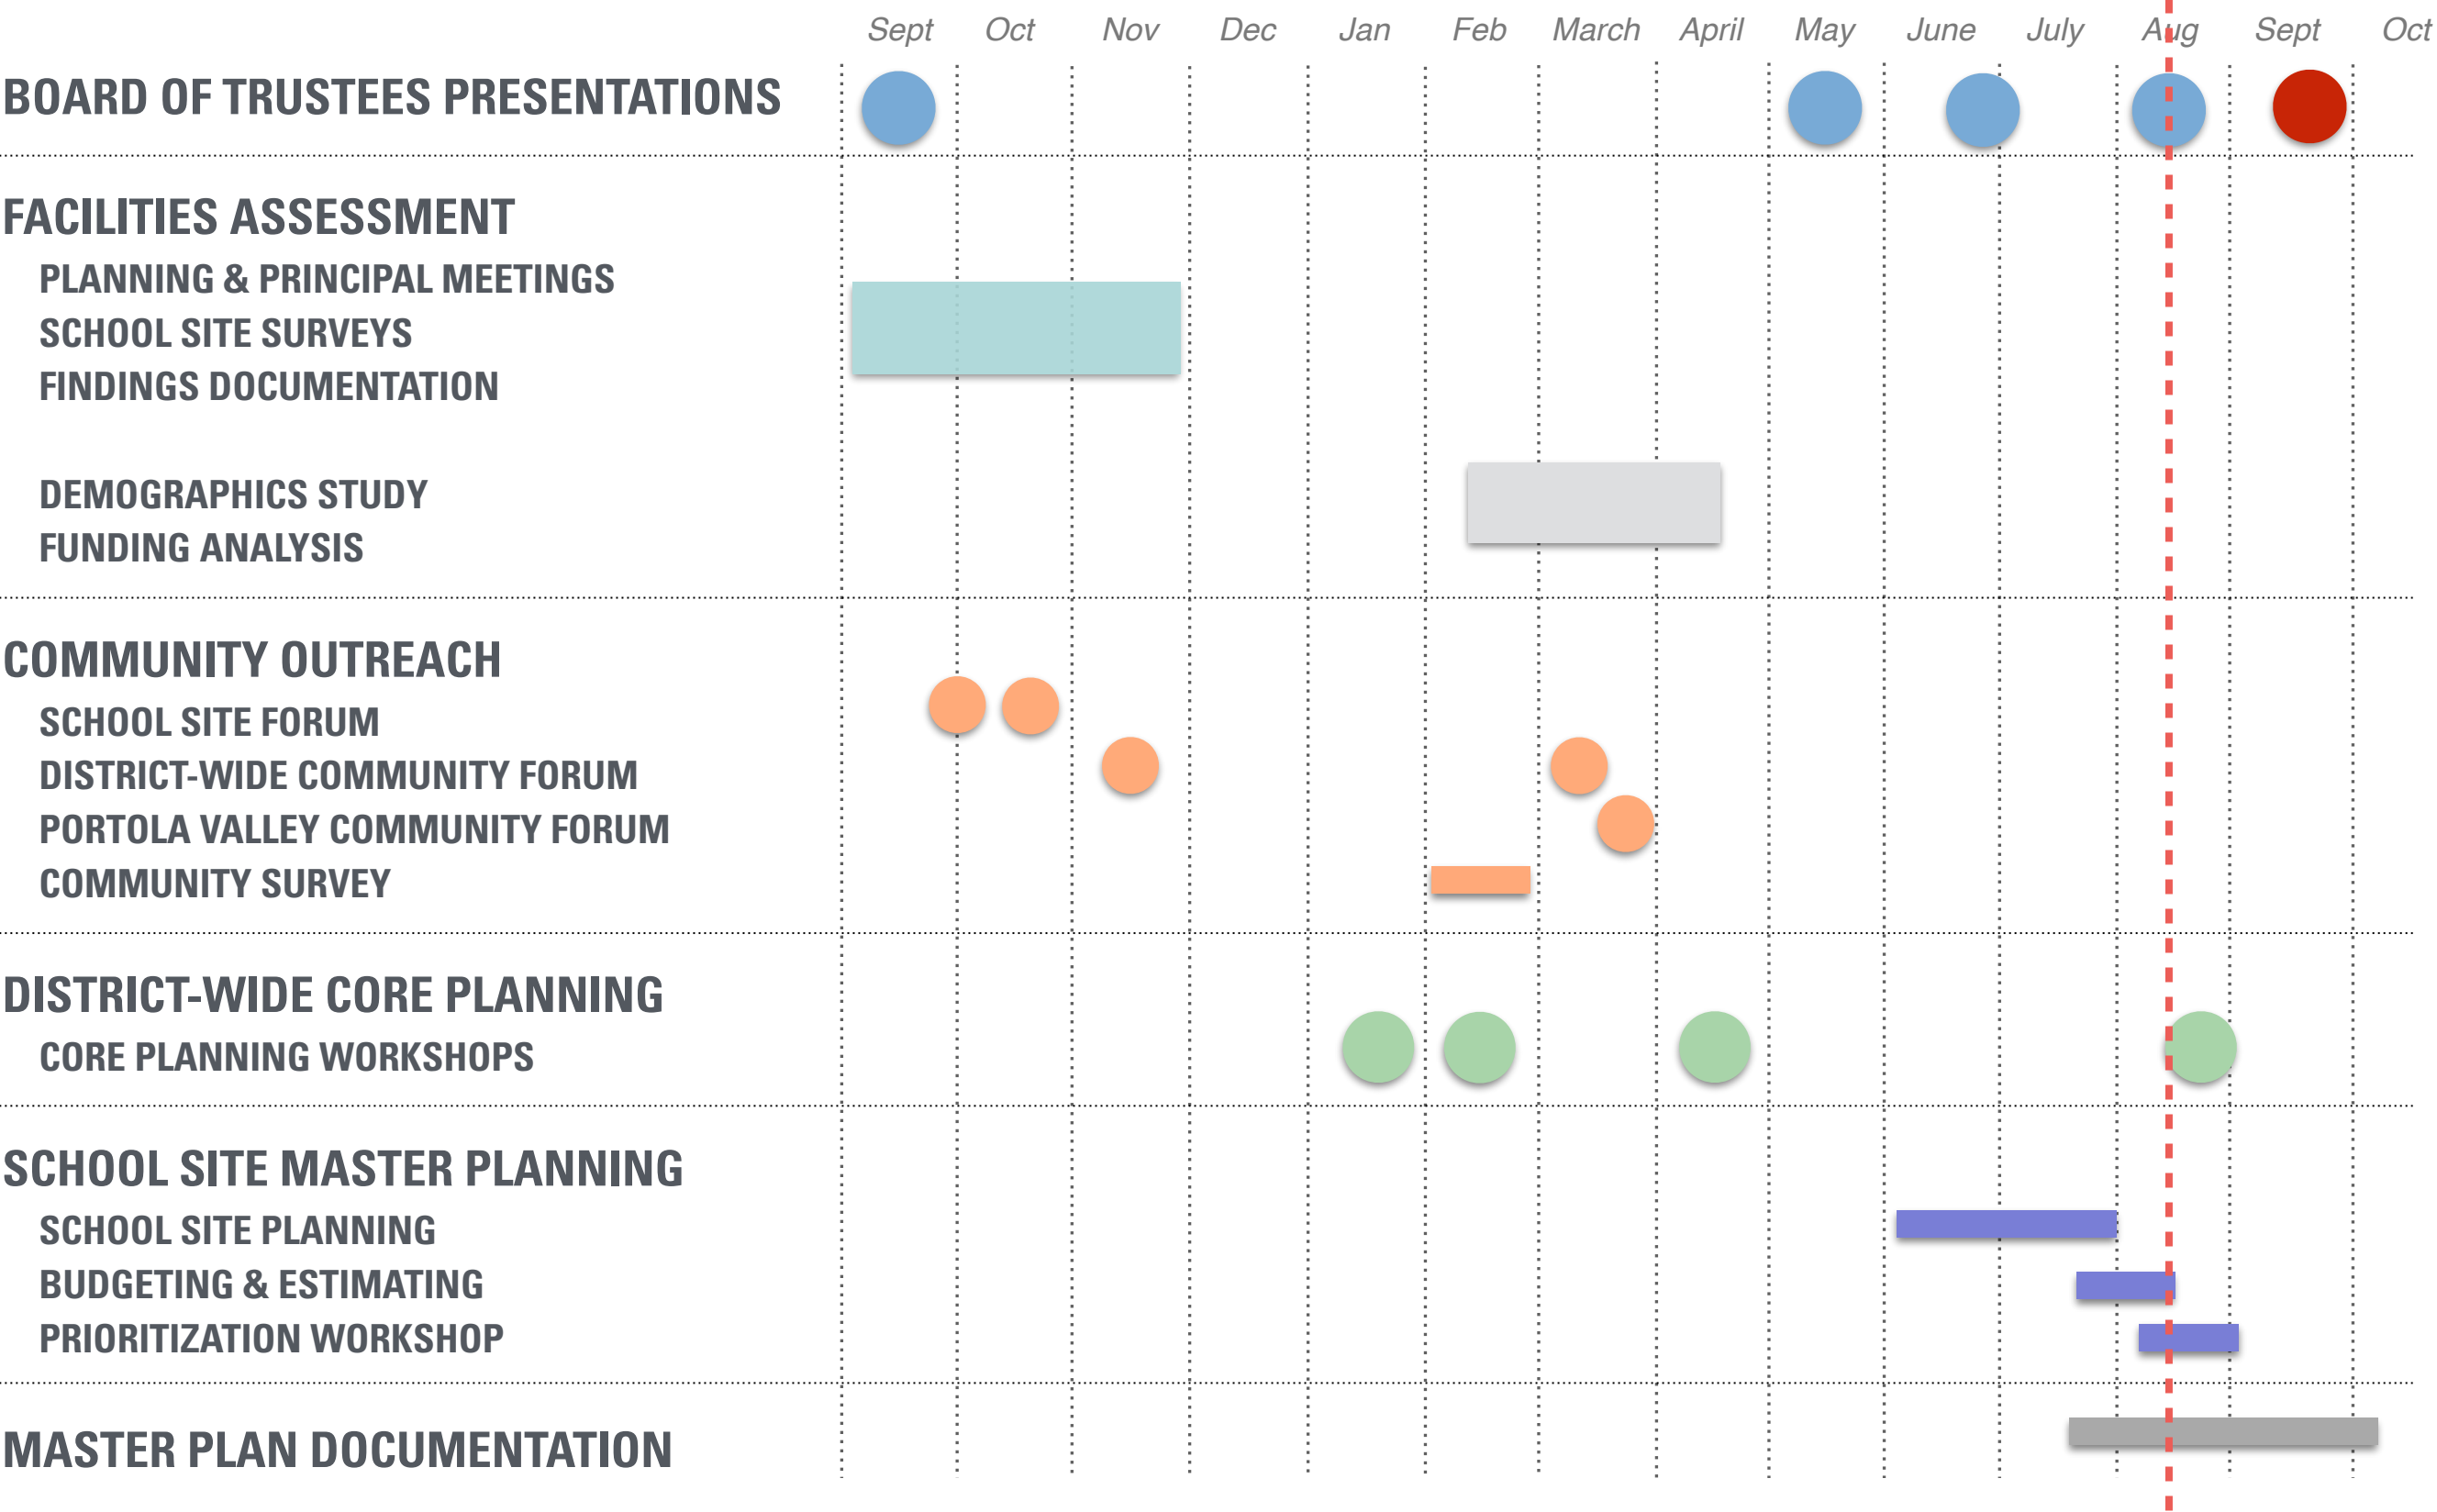 Sept Oct Nov Dec Jan Feb March April May June July Aug Sept Oct
BOARD OF TRUSTEES PRESENTATIONS
FACILITIES ASSESSMENT
PLANNING & PRINCIPAL MEETINGS
SCHOOL SITE SURVEYS
FINDINGS DOCUMENTATION
DEMOGRAPHICS STUDY
FUNDING ANALYSIS
COMMUNITY OUTREACH
SCHOOL SITE FORUM
DISTRICT-WIDE COMMUNITY FORUM
PORTOLA VALLEY COMMUNITY FORUM
COMMUNITY SURVEY
DISTRICT-WIDE CORE PLANNING
CORE PLANNING WORKSHOPS
SCHOOL SITE MASTER PLANNING
SCHOOL SITE PLANNING
BUDGETING & ESTIMATING
PRIORITIZATION WORKSHOP
MASTER PLAN DOCUMENTATION